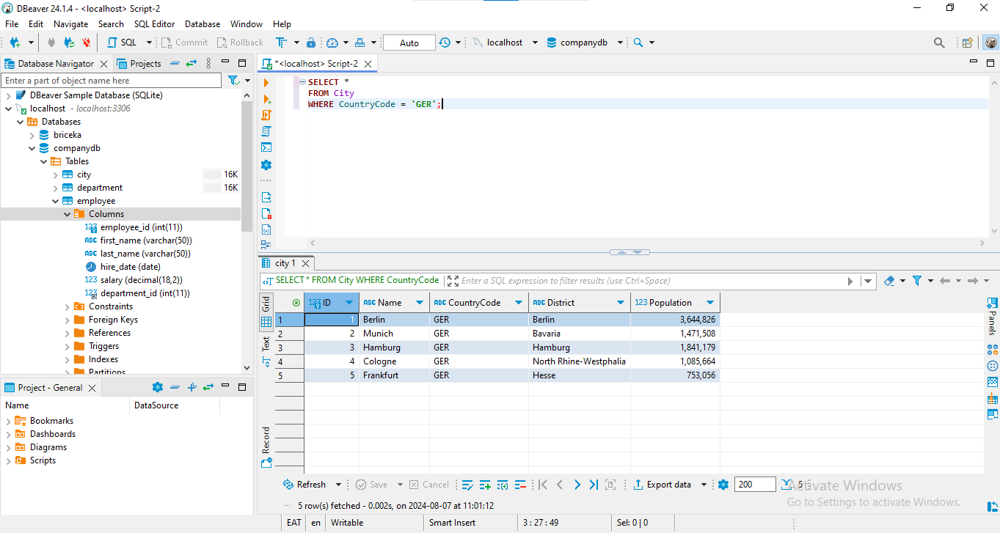 DBeaver 24.1.4 - <localhost> Script-2
File Edit Navigate Search SQL Editor Database Window Help
SQL Commit Rollback Auto localhost companydb
Database Navigator Projects
*<localhost> Script-2
Enter a part of object name here
DBeaver Sample Database (SQLite)
localhost - localhost:3306
Databases
briceka
companydb
Tables
city 16K
department 16K
employee
Columns
123 employee_id (int(11))
ABC first_name (varchar(50))
ABC last_name (varchar(50))
hire_date (date)
123 salary (decimal(18,2))
123 department_id (int(11))
Constraints
Foreign Keys
References
Triggers
Indexes
Partitions
Project - General
Name DataSource
Bookmarks
Dashboards
Diagrams
Scripts
SELECT *
FROM City
WHERE CountryCode = 'GER';
city 1
SELECT * FROM City WHERE CountryCode
Enter a SQL expression to filter results (use Ctrl+Space)
Grid
Text
Record
Panels
123 ID ABC Name ABC CountryCode ABC District 123 Population
1 1 Berlin GER Berlin 3,644,826
2 2 Munich GER Bavaria 1,471,508
3 3 Hamburg GER Hamburg 1,841,179
4 4 Cologne GER North Rhine-Westphalia 1,085,664
5 5 Frankfurt GER Hesse 753,056
Refresh Save Cancel Export data 200 5
Activate Windows
Go to Settings to activate Windows.
5 row(s) fetched - 0.002s, on 2024-08-07 at 11:01:12
EAT en Writable Smart Insert 3 : 27 : 49 Sel: 0 | 0